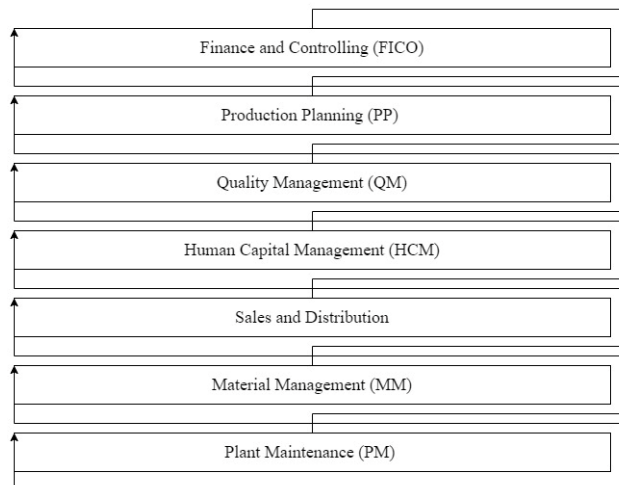 Finance and Controlling (FICO)
Production Planning (PP)
Quality Management (QM)
Human Capital Management (HCM)
Sales and Distribution
Material Management (MM)
Plant Maintenance (PM)